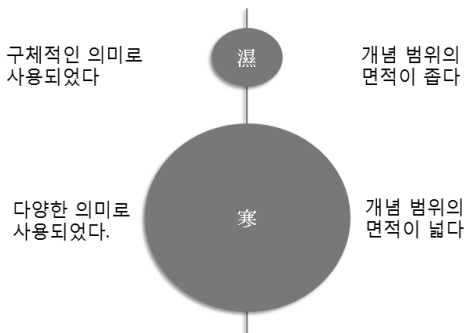 구체적인 의미로
사용되었다
濕
개념 범위의
면적이 좁다
다양한 의미로
사용되었다.
寒
개념 범위의
면적이 넓다